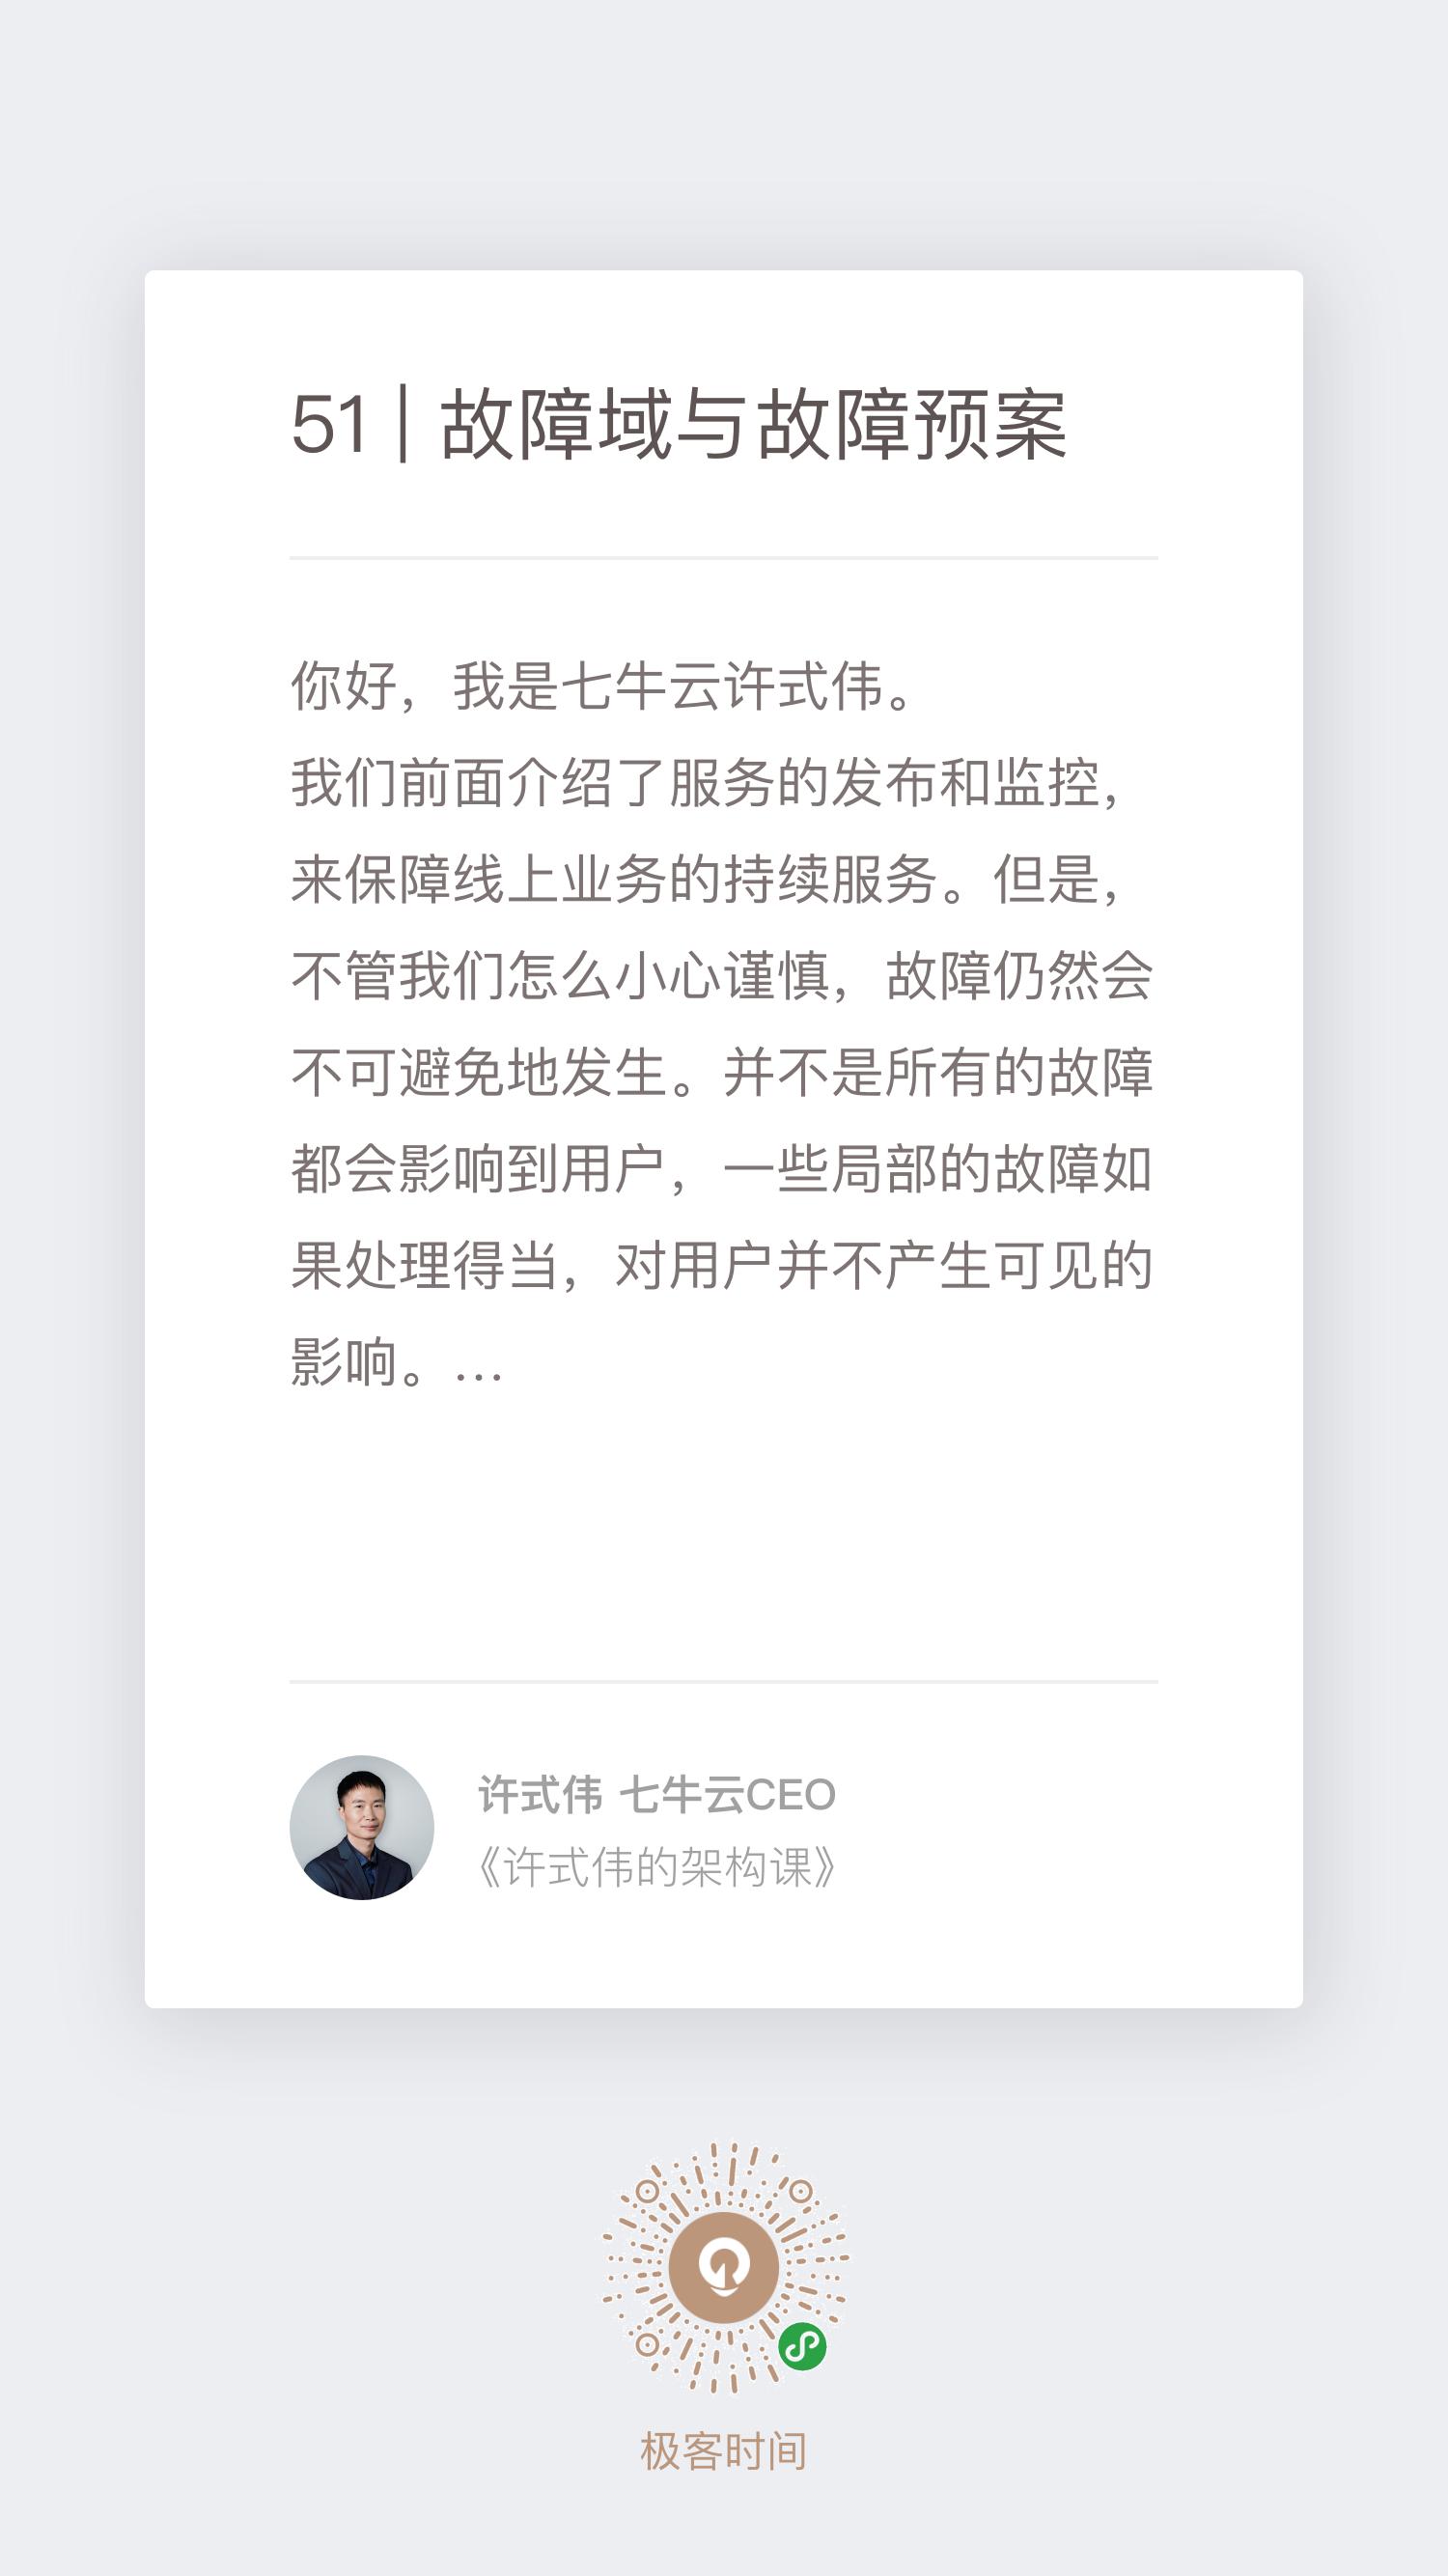 51 | 故障域与故障预案
你好，我是七牛云许式伟。
我们前面介绍了服务的发布和监控，
来保障线上业务的持续服务。但是，
不管我们怎么小心谨慎，故障仍然会
不可避免地发生。并不是所有的故障
都会影响到用户，一些局部的故障如
果处理得当，对用户并不产生可见的
影响。...
许式伟 七牛云CEO
《许式伟的架构课》
极客时间